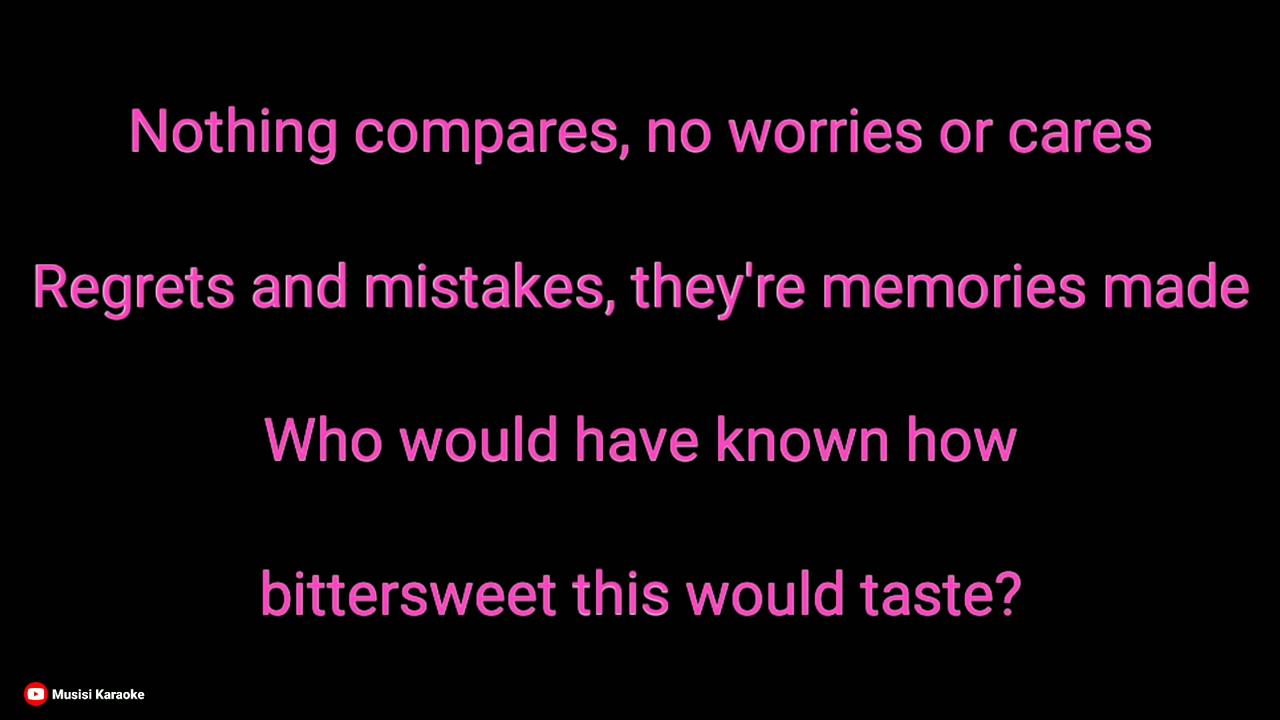 Nothing compares, no worries or cares
Regrets and mistakes, they're memories made
Who would have known how
bittersweet this would taste?
Musisi Karaoke